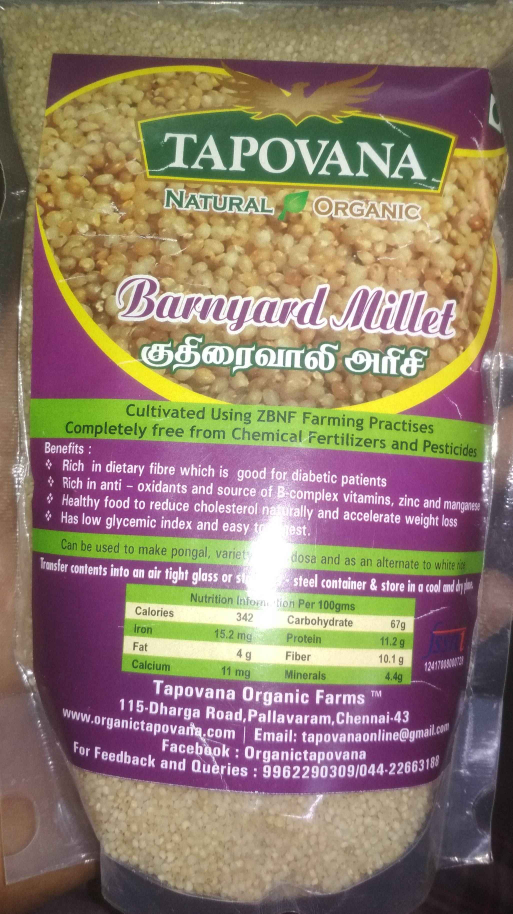 TAPOVANA
NATURAL ORGANIC
Barnyard Millet
குதிரைவாலி அரிசி
Cultivated Using ZBNF Farming Practises
Completely free from Chemical Fertilizers and Pesticides
Benefits :
❖ Rich in dietary fibre which is good for diabetic patients
❖ Rich in anti – oxidants and source of B-complex vitamins, zinc and manganese
❖ Healthy food to reduce cholesterol naturally and accelerate weight loss
❖ Has low glycemic index and easy to
Can be used to make pongal, variety dosa and as an alternate to white rice
Transfer contents into an air tight glass or - steel container & store in a cool and dry place.
Nutrition Information Per 100gms
Calories 342 Carbohydrate 67g
Iron 15.2 mg Protein 11.2 g
Fat 4 g Fiber 10.1 g
Calcium 11 mg Minerals 4.4g
fssai
Tapovana Organic Farms ™
115-Dharga Road,Pallavaram,Chennai-43
www.organictapovana.com | Email: tapovanaonline@gmail.com
Facebook : Organictapovana
For Feedback and Queries : 9962290309/044-22663188